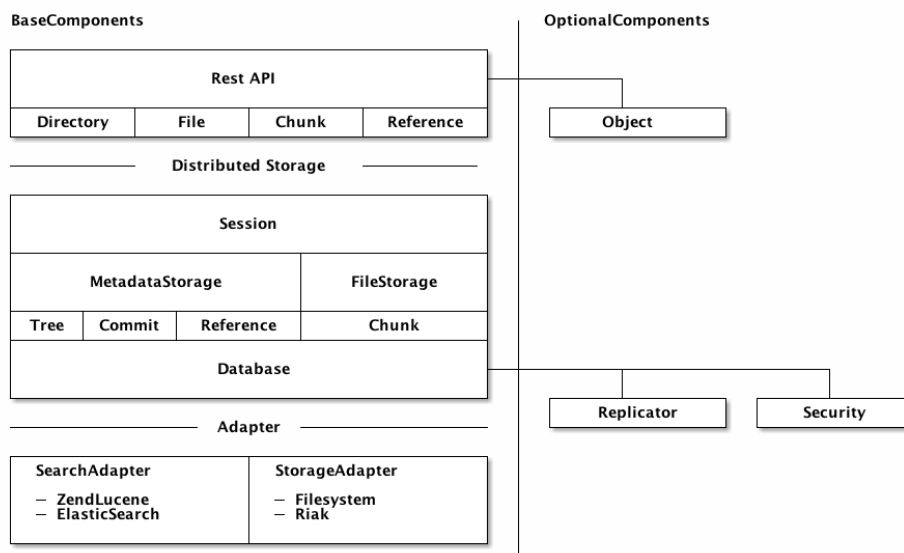 BaseComponents
OptionalComponents
Rest API
Directory
File
Chunk
Reference
Object
Distributed Storage
Session
MetadataStorage
FileStorage
Tree
Commit
Reference
Chunk
Database
Replicator
Security
Adapter
SearchAdapter
– ZendLucene
– ElasticSearch
StorageAdapter
– Filesystem
– Riak